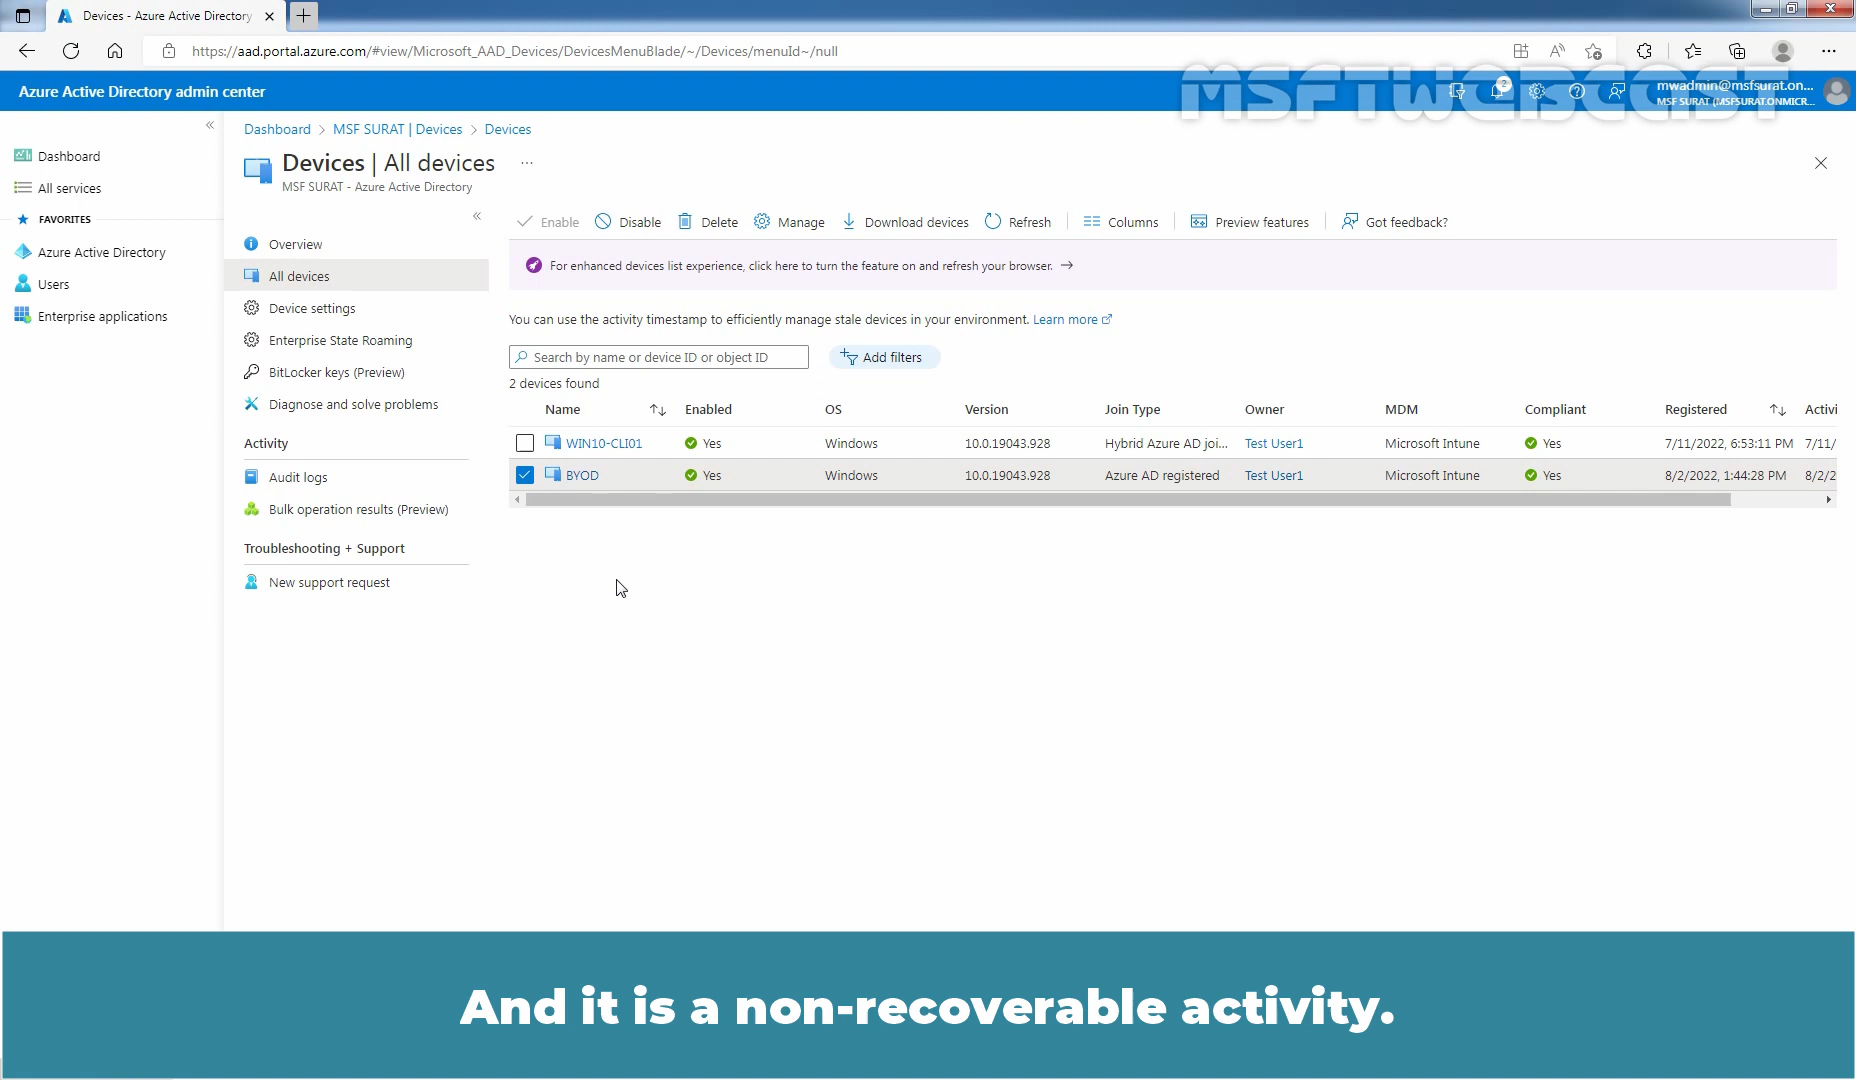 Devices - Azure Active Directory
https://aad.portal.azure.com/#view/Microsoft_AAD_Devices/DevicesMenuBlade/~/Devices/menuId~/null
MSFTWEBCAST
Azure Active Directory admin center
2
mwadmin@msfsurat.on...
MSF SURAT (MSFSURAT.ONMICR...
Dashboard > MSF SURAT | Devices > Devices
Devices | All devices ...
MSF SURAT - Azure Active Directory
Dashboard
All services
FAVORITES
Azure Active Directory
Users
Enterprise applications
Overview
All devices
Device settings
Enterprise State Roaming
BitLocker keys (Preview)
Diagnose and solve problems
Activity
Audit logs
Bulk operation results (Preview)
Troubleshooting + Support
New support request
Enable Disable Delete Manage Download devices Refresh Columns Preview features Got feedback?
For enhanced devices list experience, click here to turn the feature on and refresh your browser. →
You can use the activity timestamp to efficiently manage stale devices in your environment. Learn more
Search by name or device ID or object ID
Add filters
2 devices found
Name Enabled OS Version Join Type Owner MDM Compliant Registered Activi
WIN10-CLI01 Yes Windows 10.0.19043.928 Hybrid Azure AD joi... Test User1 Microsoft Intune Yes 7/11/2022, 6:53:11 PM 7/11/
BYOD Yes Windows 10.0.19043.928 Azure AD registered Test User1 Microsoft Intune Yes 8/2/2022, 1:44:28 PM 8/2/2
And it is a non-recoverable activity.